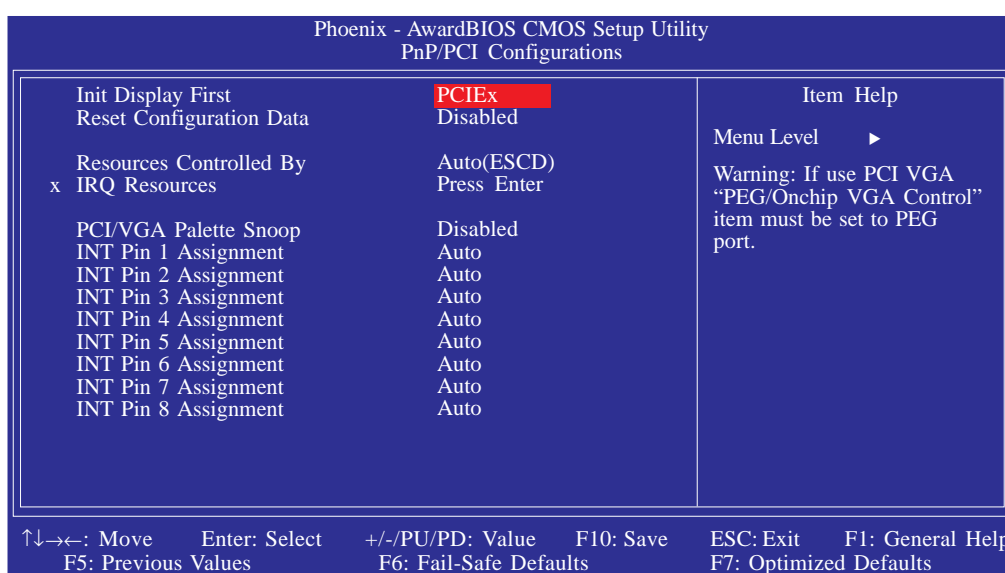 Phoenix - AwardBIOS CMOS Setup Utility
PnP/PCI Configurations
Init Display First PCIEx
Reset Configuration Data Disabled
Resources Controlled By Auto(ESCD)
x IRQ Resources Press Enter
PCI/VGA Palette Snoop Disabled
INT Pin 1 Assignment Auto
INT Pin 2 Assignment Auto
INT Pin 3 Assignment Auto
INT Pin 4 Assignment Auto
INT Pin 5 Assignment Auto
INT Pin 6 Assignment Auto
INT Pin 7 Assignment Auto
INT Pin 8 Assignment Auto
Item Help
Menu Level ▶
Warning: If use PCI VGA
“PEG/Onchip VGA Control”
item must be set to PEG
port.
↑↓→←: Move Enter: Select +/-/PU/PD: Value F10: Save ESC: Exit F1: General Help
F5: Previous Values F6: Fail-Safe Defaults F7: Optimized Defaults